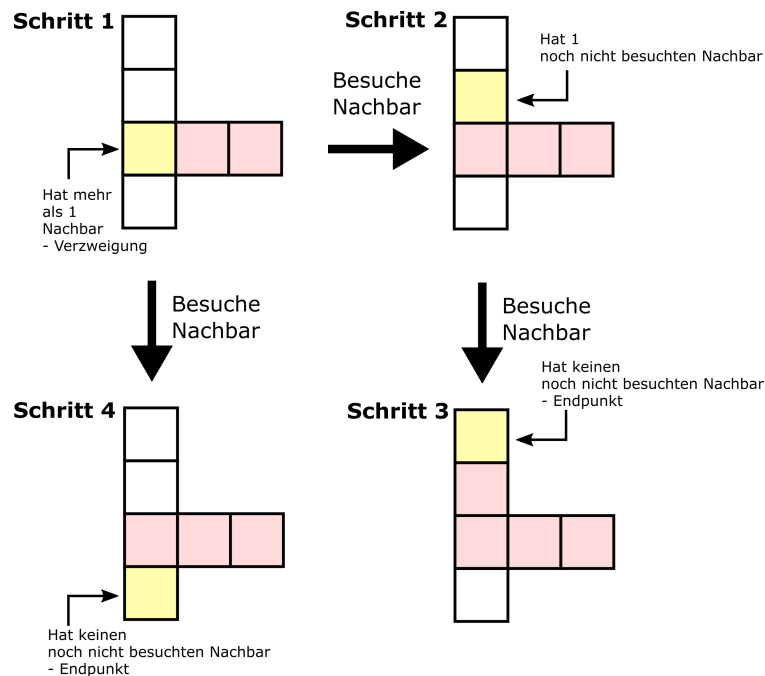 Schritt 1
Hat mehr
als 1
Nachbar
- Verzweigung
Besuche
Nachbar
Schritt 2
Hat 1
noch nicht besuchten Nachbar
Besuche
Nachbar
Besuche
Nachbar
Schritt 3
Hat keinen
noch nicht besuchten Nachbar
- Endpunkt
Schritt 4
Hat keinen
noch nicht besuchten Nachbar
- Endpunkt